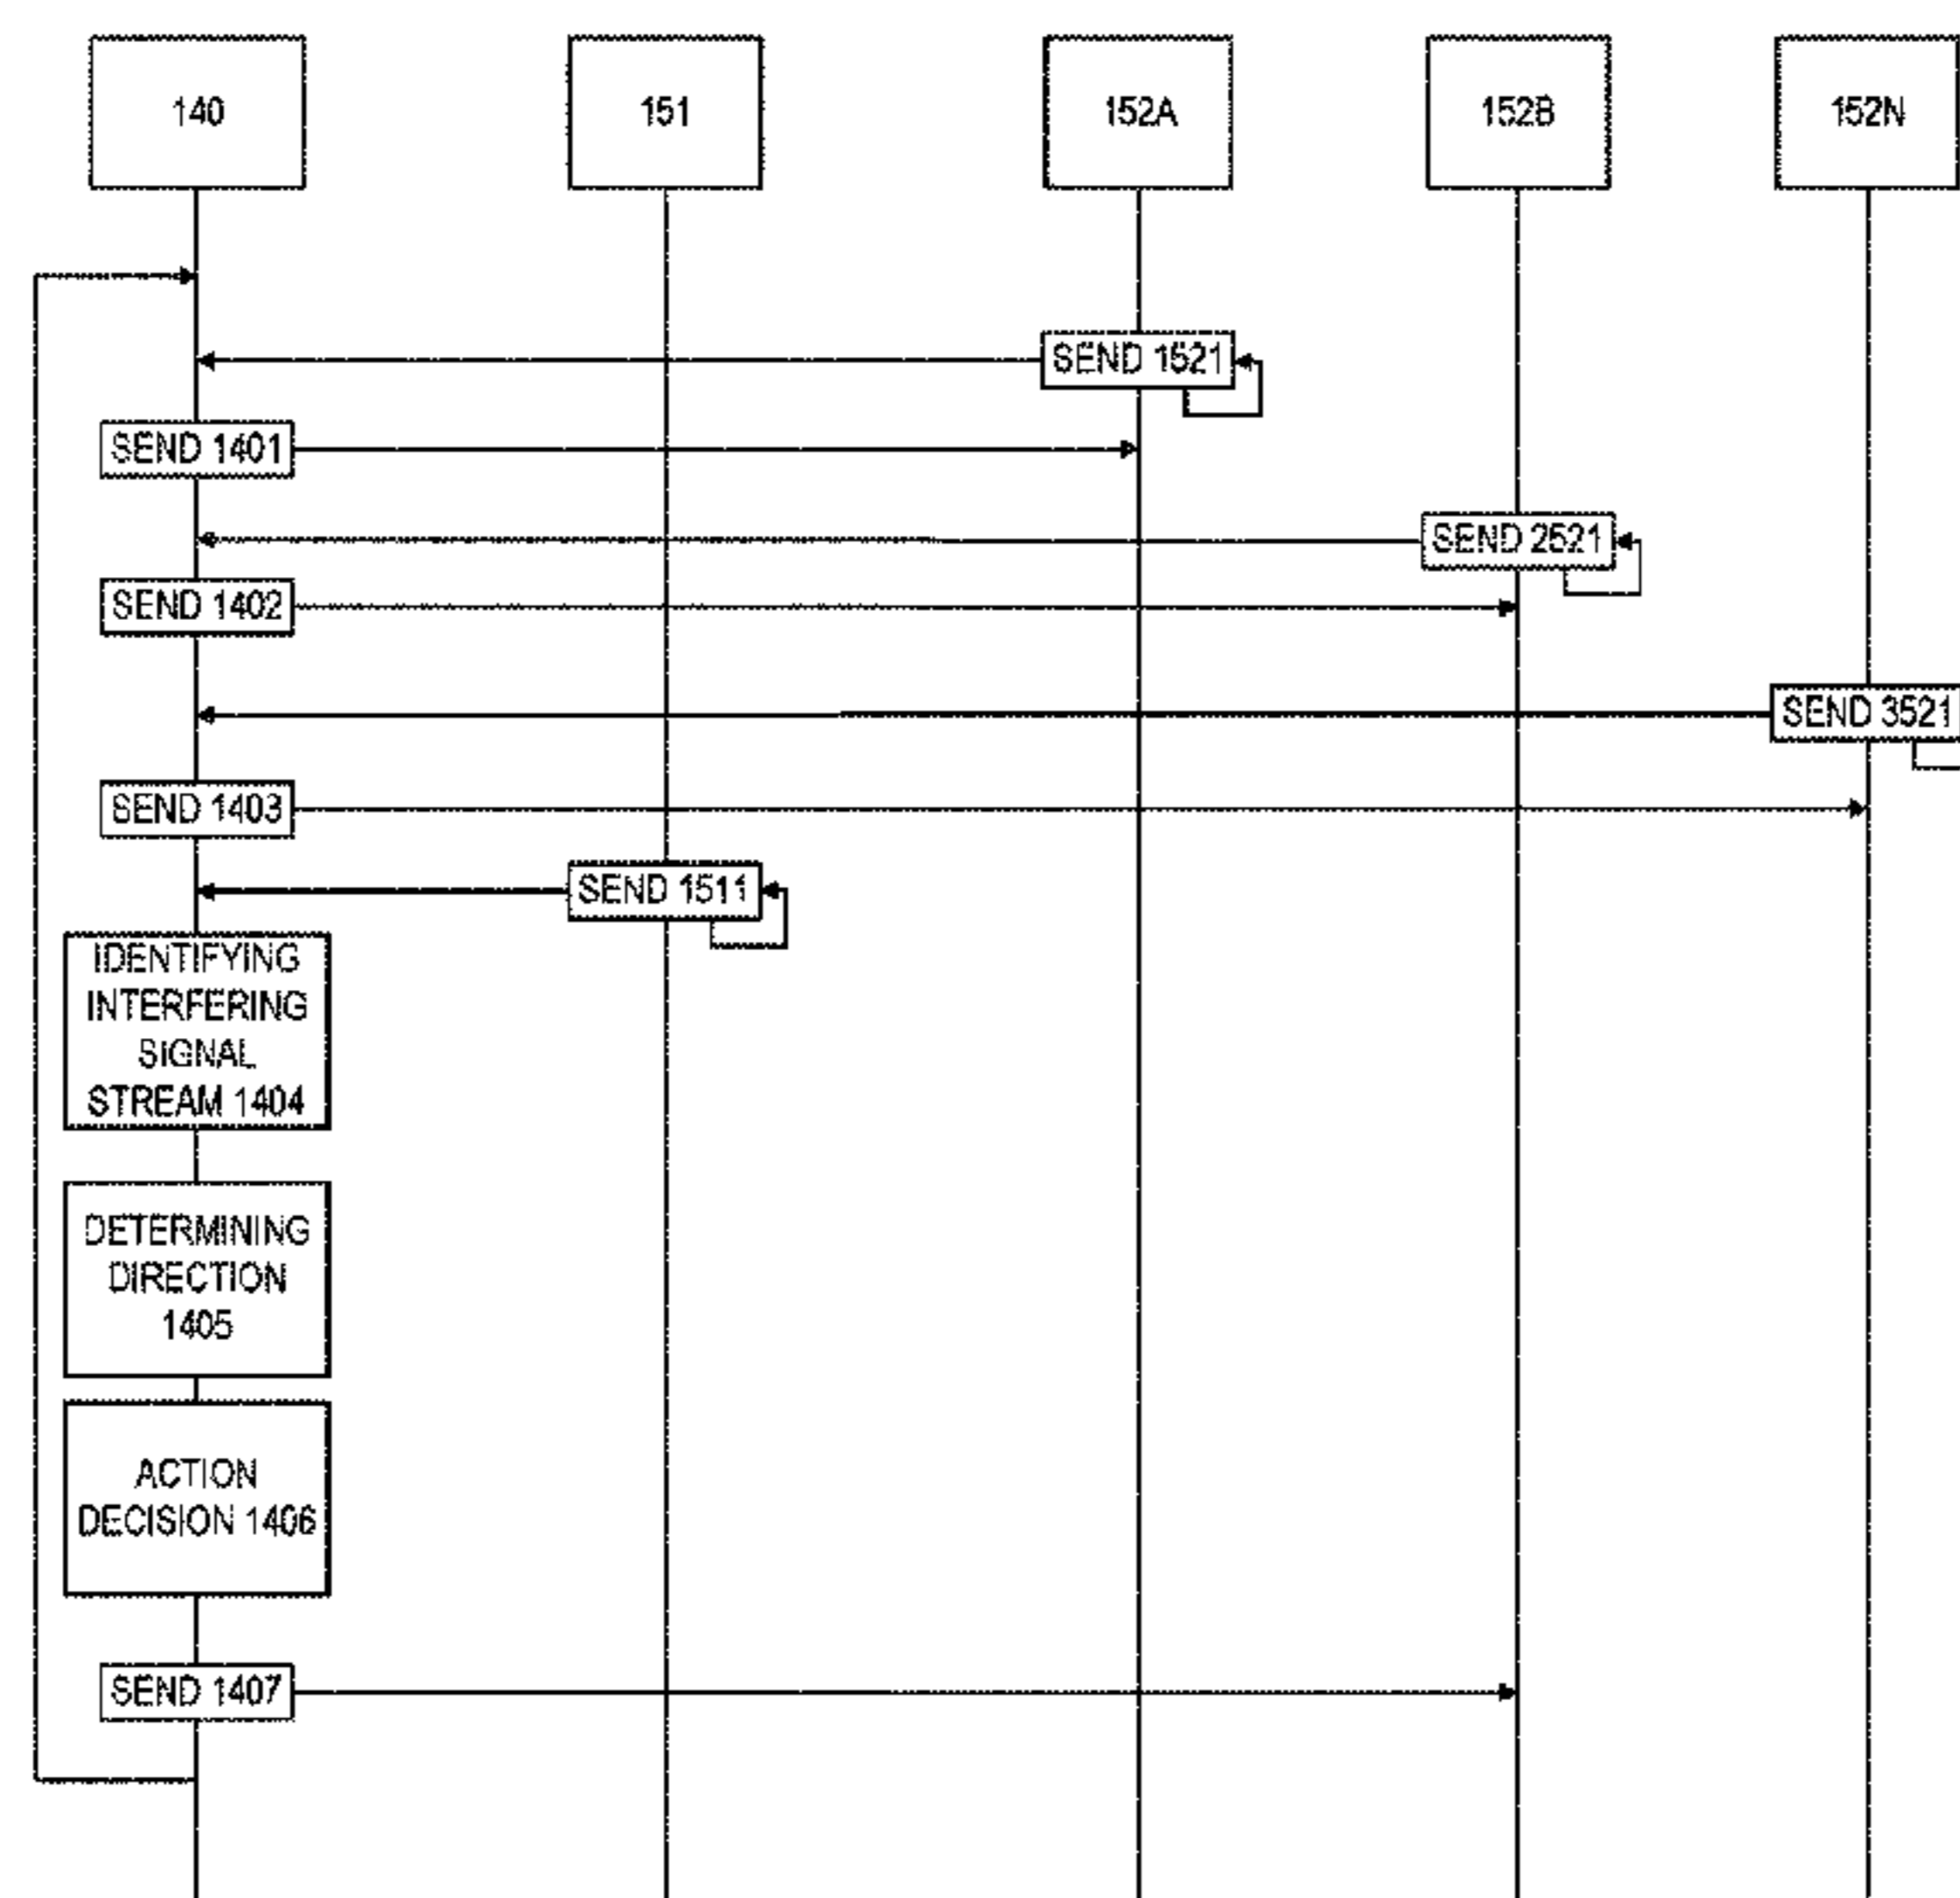 140
151
152A
152B
152N
SEND 1521
SEND 1401
SEND 2521
SEND 1402
SEND 3521
SEND 1403
SEND 1511
IDENTIFYING
INTERFERING
SIGNAL
STREAM 1404
DETERMINING
DIRECTION
1405
ACTION
DECISION 1406
SEND 1407